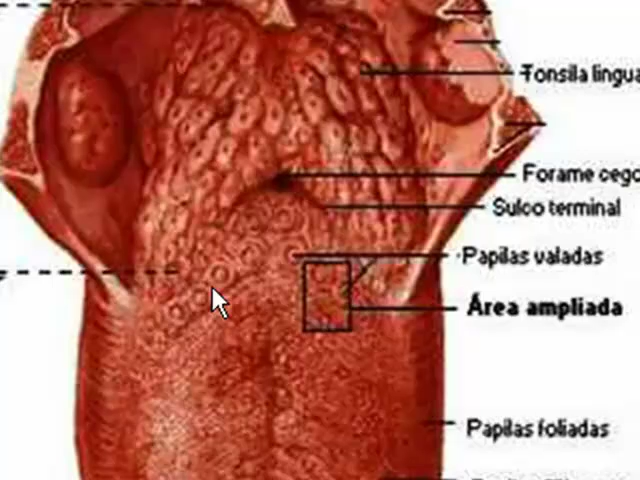 Tonsila lingua
Forame cego
Sulco terminal
Papilas valadas
Área ampliada
Papilas foliadas